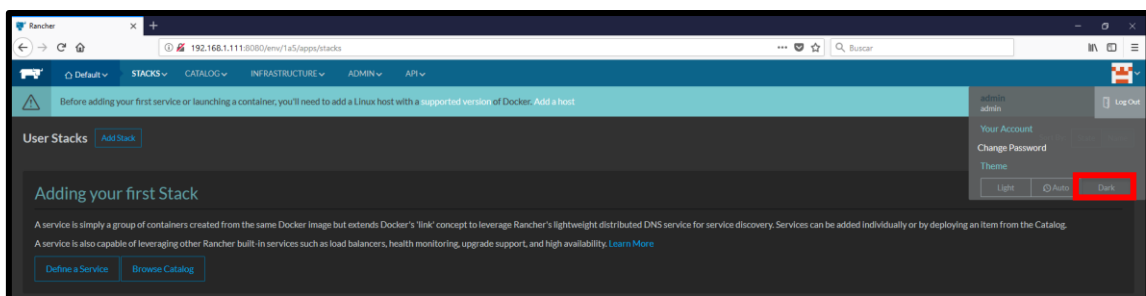 Rancher
192.168.1.111:8080/env/1a5/apps/stacks
Buscar
Default STACKS CATALOG INFRASTRUCTURE ADMIN API
Before adding your first service or launching a container, you'll need to add a Linux host with a supported version of Docker. Add a host
admin
admin
Log Out
User Stacks Add Stack
Your Account
Change Password
Theme
Light Auto Dark
Adding your first Stack
A service is simply a group of containers created from the same Docker image but extends Docker's 'link' concept to leverage Rancher's lightweight distributed DNS service for service discovery. Services can be added individually or by deploying an item from the Catalog.
A service is also capable of leveraging other Rancher built-in services such as load balancers, health monitoring, upgrade support, and high availability. Learn More
Define a Service Browse Catalog